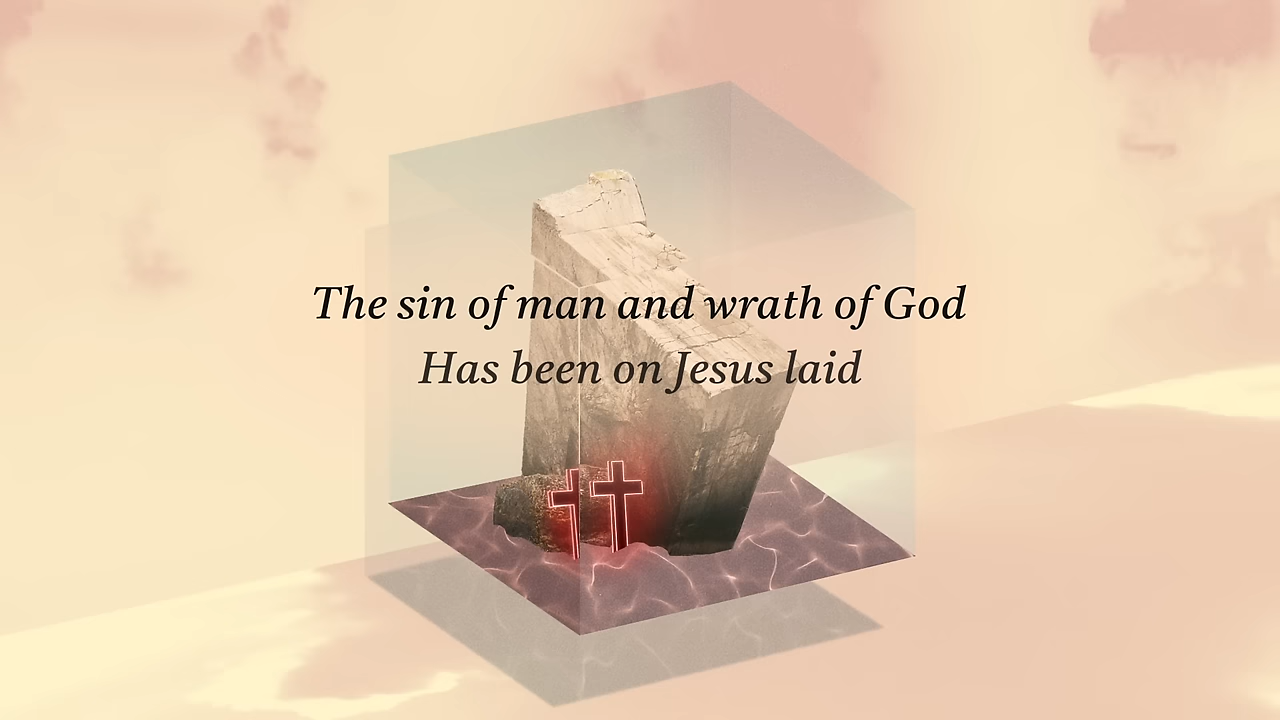 The sin of man and wrath of God
Has been on Jesus laid